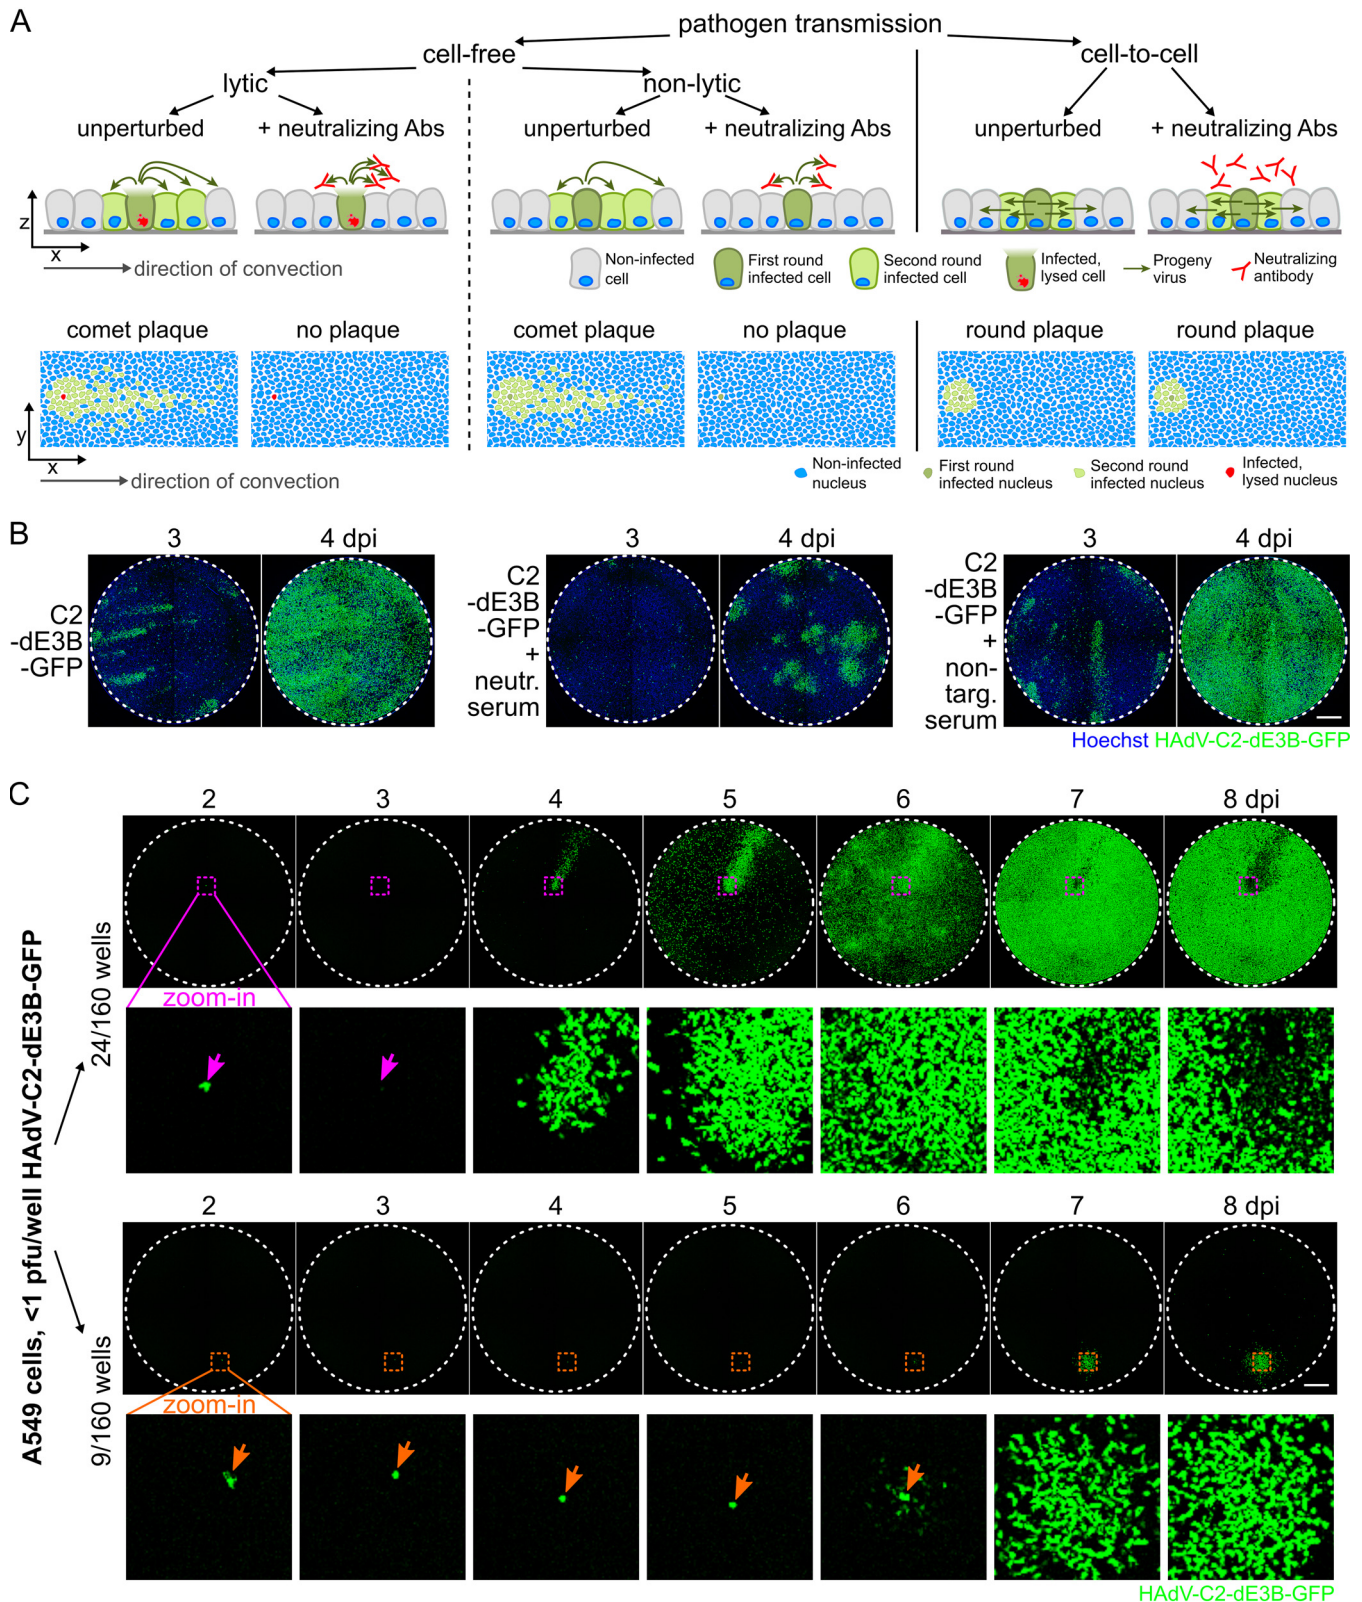 A
pathogen transmission
cell-free
cell-to-cell
lytic
non-lytic
unperturbed
+ neutralizing Abs
unperturbed
+ neutralizing Abs
unperturbed
+ neutralizing Abs
z
x
direction of convection
Non-infected
cell
First round
infected cell
Second round
infected cell
Infected,
lysed cell
Progeny
virus
Neutralizing
antibody
comet plaque
no plaque
comet plaque
no plaque
round plaque
round plaque
y
x
direction of convection
Non-infected
nucleus
First round
infected nucleus
Second round
infected nucleus
Infected,
lysed nucleus
B
3
4 dpi
C2
-dE3B
-GFP
3
4 dpi
C2
-dE3B
-GFP
+
neutr.
serum
3
4 dpi
C2
-dE3B
-GFP
+
non-
targ.
serum
Hoechst HAdV-C2-dE3B-GFP
C
A549 cells, <1 pfu/well HAdV-C2-dE3B-GFP
24/160 wells
2
3
4
5
6
7
8 dpi
zoom-in
9/160 wells
2
3
4
5
6
7
8 dpi
zoom-in
HAdV-C2-dE3B-GFP